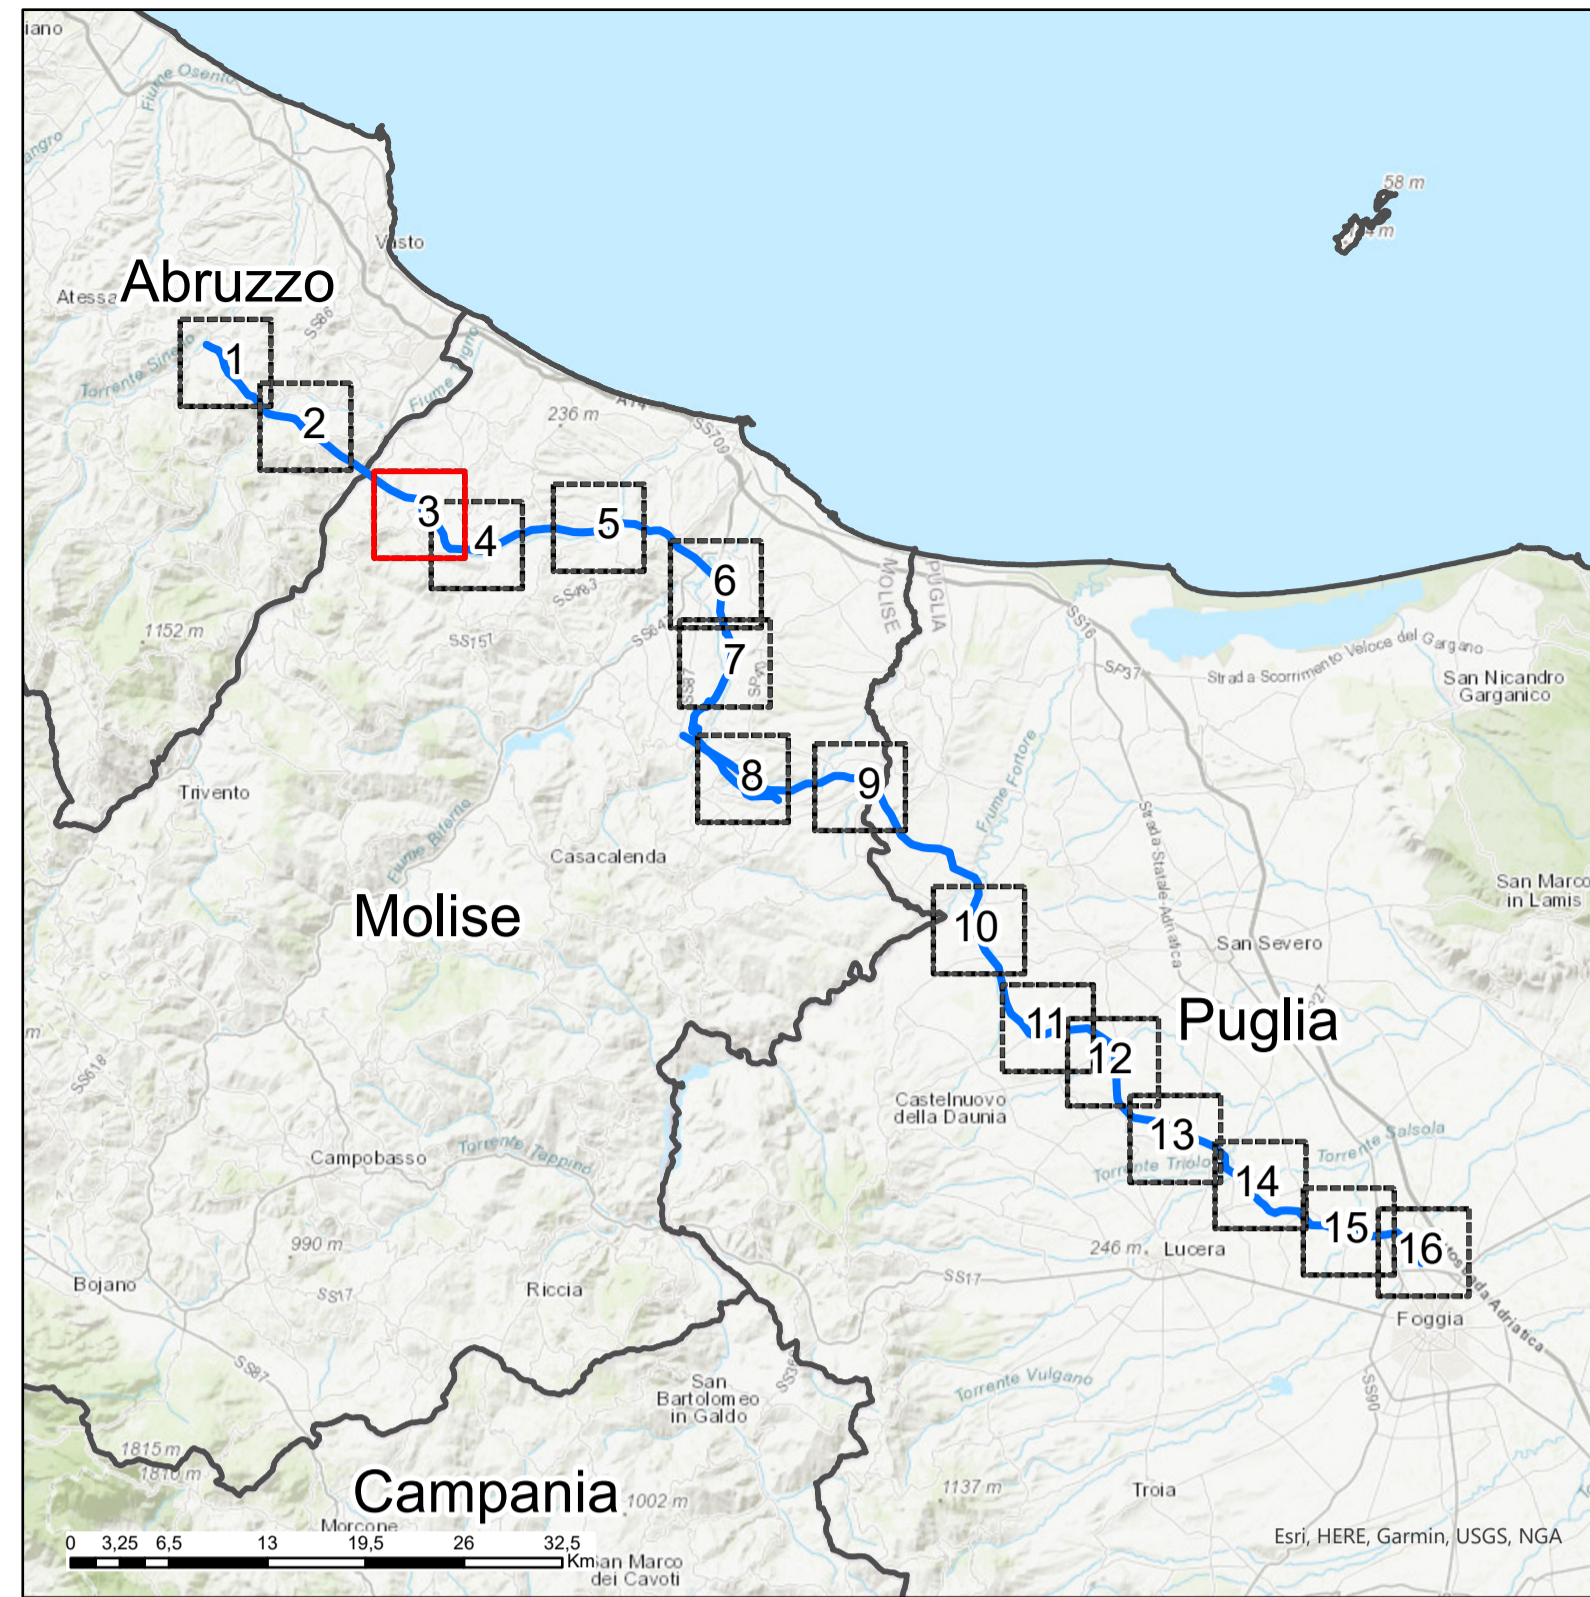 iano
Fiume Osento
angro
58 m
Vasto
Abruzzo
Atessa
SS86
Torrente Sinello
1
2
Fiume Trigno
236 m
A14
SS709
3
4
5
6
SS483
MOLISE
PUGLIA
SS16
1152 m
SS157
SS647
7
SS87
SP40
SP37
Strada Scorrimento Veloce del Gargano
San Nicandro
Garganico
Trivento
8
9
Fiume Fortore
Fiume Biferno
Strada Statale Adriatica
Casacalenda
San Marco
in Lamis
Molise
10
San Severo
m
11
Puglia
12
SS618
Castelnuovo
della Daunia
13
Torrente Salsola
Campobasso
Torrente Tappino
Torrente Triolo
14
15
16
990 m
246 m
Lucera
Bojano
Riccia
SS17
SS17
Foggia
SS87
San
Bartolomeo
in Galdo
Torrente Vulgano
SS90
1815 m
1816 m
1137 m
Troia
Campania
1002 m
Morcone
0 3,25 6,5 13 19,5 26 32,5
Km
San Marco
dei Cavoti
Esri, HERE, Garmin, USGS, NGA